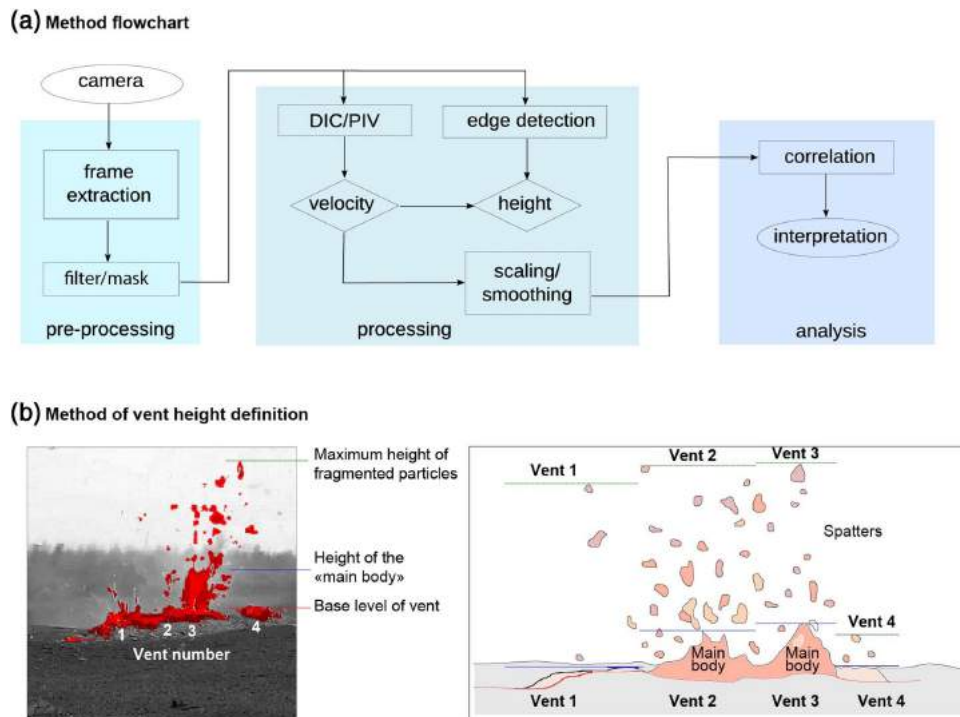 (a) Method flowchart
camera
DIC/PIV
edge detection
frame
extraction
correlation
velocity
height
interpretation
filter/mask
scaling/
smoothing
pre-processing
processing
analysis
(b) Method of vent height definition
Maximum height of
fragmented particles
Height of the
«main body»
Base level of vent
1 2 3 4
Vent number
Vent 1
Vent 2
Vent 3
Spatters
Vent 4
Main
body
Main
body
Vent 1
Vent 2
Vent 3
Vent 4